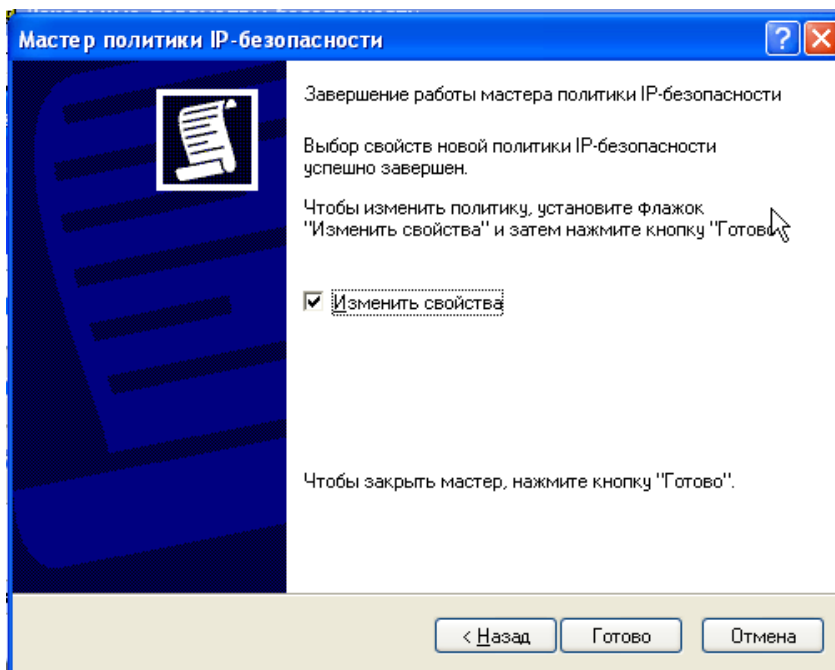 Мастер политики IP-безопасности
Завершение работы мастера политики IP-безопасности
Выбор свойств новой политики IP-безопасности
успешно завершен.
Чтобы изменить политику, установите флажок
"Изменить свойства" и затем нажмите кнопку "Готово
Изменить свойства
Чтобы закрыть мастер, нажмите кнопку "Готово".
< Назад Готово Отмена